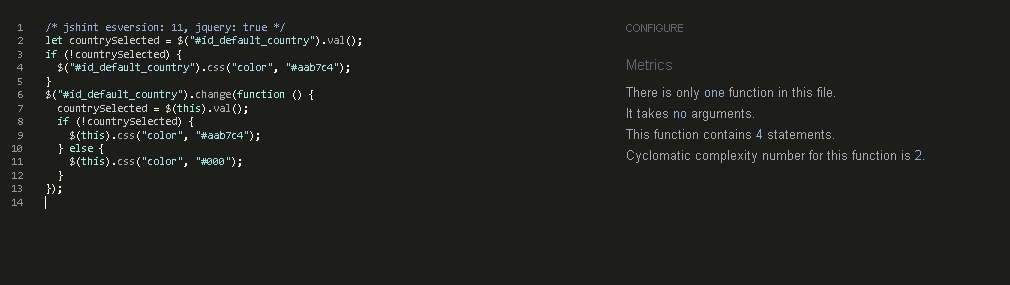 1 /* jshint esversion: 11, jquery: true */
2 let countrySelected = $("#id_default_country").val();
3 if (!countrySelected) {
4   $("#id_default_country").css("color", "#aab7c4");
5 }
6 $("#id_default_country").change(function () {
7   countrySelected = $(this).val();
8   if (!countrySelected) {
9     $(this).css("color", "#aab7c4");
10   } else {
11     $(this).css("color", "#000");
12   }
13 });
14
CONFIGURE
Metrics
There is only one function in this file.
It takes no arguments.
This function contains 4 statements.
Cyclomatic complexity number for this function is 2.